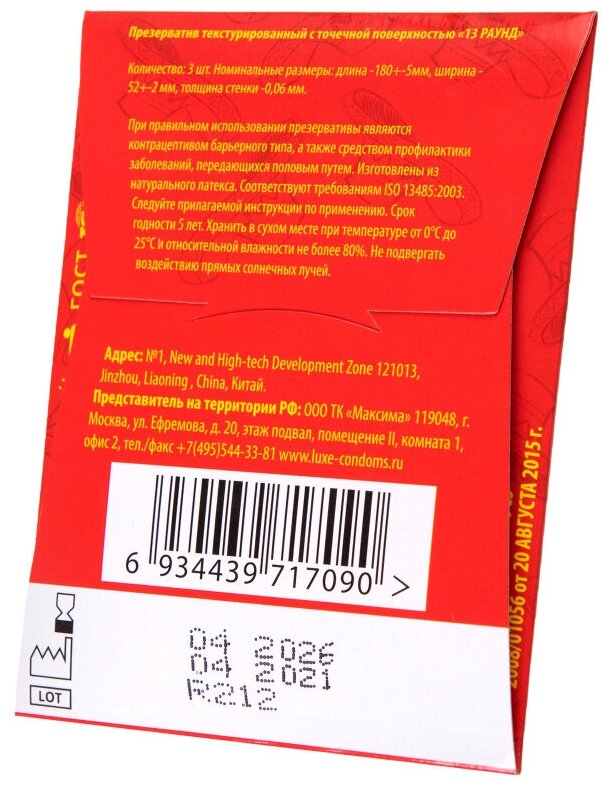 Презерватив текстурированный с точечной поверхностью «13 РАУНД»
Количество: 3 шт. Номинальные размеры: длина -180+-5мм, ширина -
52+-2 мм, толщина стенки -0,06 мм.
При правильном использовании презервативы являются
контрацептивом барьерного типа, а также средством профилактики
заболеваний, передающихся половым путем. Изготовлены из
натурального латекса. Соответствуют требованиям ISO 13485:2003.
Следуйте прилагаемой инструкции по применению. Срок
годности 5 лет. Хранить в сухом месте при температуре от 0°С до
25°С и относительной влажности не более 80%. Не подвергать
воздействию прямых солнечных лучей.
ГОСТ
Адрес: №1, New and High-tech Development Zone 121013,
Jinzhou, Liaoning , China, Китай.
Представитель на территории РФ: ООО ТК «Максима» 119048, г.
Москва, ул. Ефремова, д. 20, этаж подвал, помещение II, комната 1,
офис 2, тел./факс +7(495)544-33-81 www.luxe-condoms.ru
6 934439 717090 >
2008/01056 от 20 АВГУСТА 2015 г.
04 2026
04 2021
R212
LOT